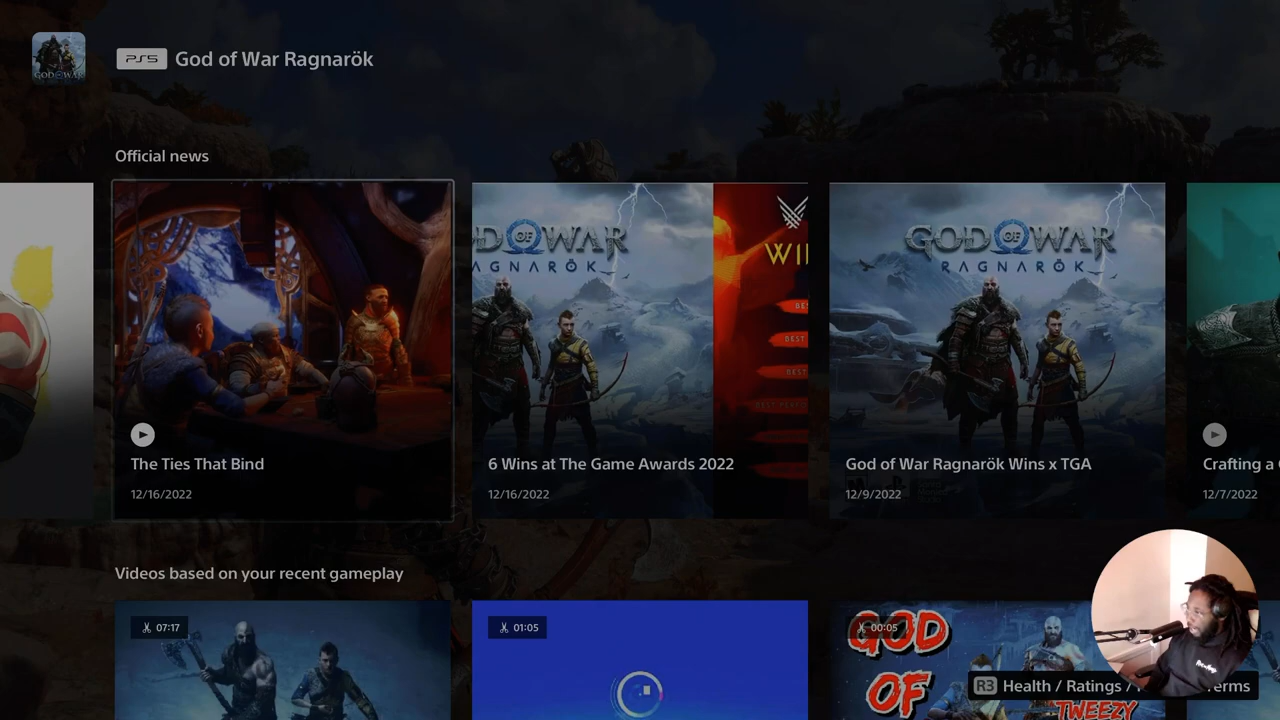 PS5 God of War Ragnarök
GOD OF WAR
Official news
GOD OF WAR
RAGNARÖK
The Ties That Bind
12/16/2022
6 Wins at The Game Awards 2022
12/16/2022
God of War Ragnarök Wins x TGA
12/9/2022
Crafting a
12/7/2022
Videos based on your recent gameplay
07:17
01:05
00:05
GOD
OF
TWEEZY
R3 Health / Ratings /